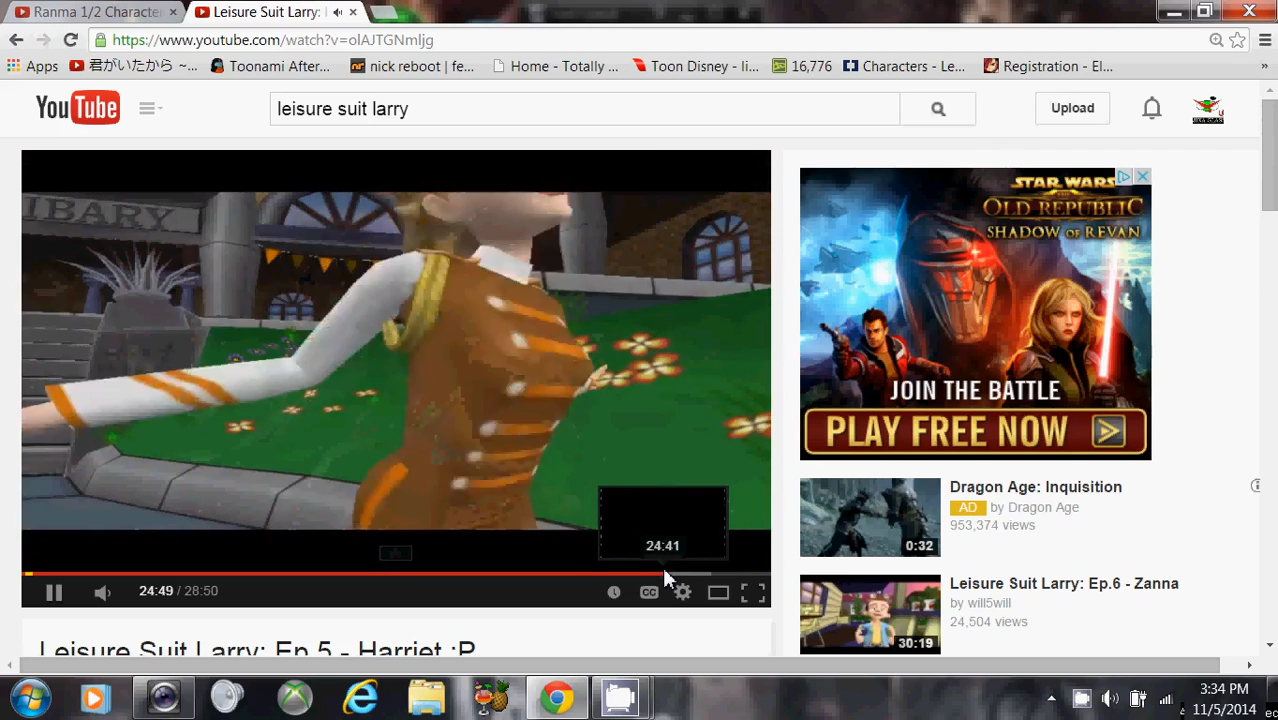 Ranma 1/2 Characte
Leisure Suit Larry:
https://www.youtube.com/watch?v=olAJTGNmljg
Apps
君がいたから ~...
Toonami After...
nick reboot | fe...
Home - Totally ...
Toon Disney - li...
16,776
Characters - Le...
Registration - El...
»
YouTube
leisure suit larry
Upload
IBARY
STAR WARS
THE OLD REPUBLIC
SHADOW OF REVAN
JOIN THE BATTLE
PLAY FREE NOW
24:41
24:49 / 28:50
CC
Dragon Age: Inquisition
AD by Dragon Age
953,374 views
0:32
Leisure Suit Larry: Ep.6 - Zanna
by will5will
24,504 views
30:19
Leisure Suit Larry: Ep.5 - Harriet :P
3:34 PM
11/5/2014